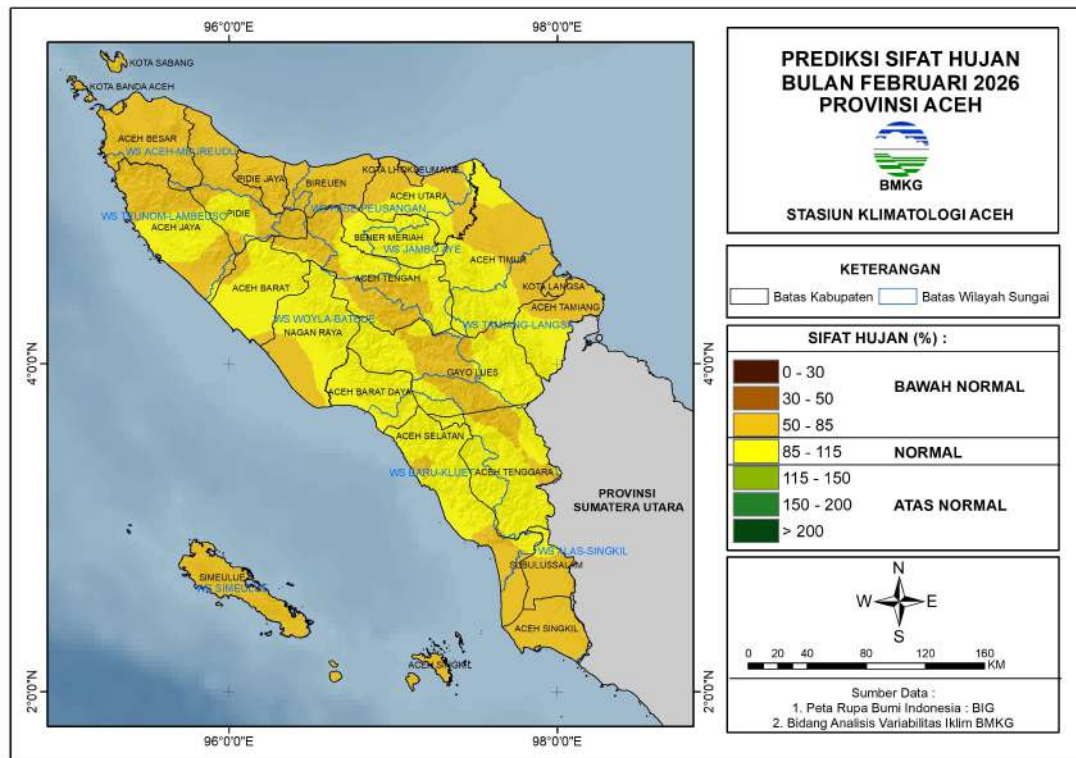 96°0'0"E
98°0'0"E
KOTA SABANG
KOTA BANDA ACEH
ACEH BESAR
WS ACEH-MEUREUDU
PIDIE JAYA
BIREUEN
KOTA LHOKSEUMAWE
ACEH UTARA
WS TEUNOM-LAMBEUSO
PIDIE
WS PASE-PEUSANGAN
ACEH JAYA
BENER MERIAH
WS JAMBO AYE
ACEH TIMUR
ACEH TENGAH
ACEH BARAT
KOTA LANGSA
ACEH TAMIANG
WS WOYLA-BATEUE
WS TAMIANG-LANGSA
NAGAN RAYA
4°0'0"N
4°0'0"N
GAYO LUES
ACEH BARAT DAYA
ACEH SELATAN
WS BARU-KLUET
ACEH TENGGARA
PROVINSI
SUMATERA UTARA
WS ALAS-SINGKIL
SUBULUSSALAM
SIMEULUE
WS SIMEULUE
ACEH SINGKIL
ACEH SINGKIL
2°0'0"N
2°0'0"N
96°0'0"E
98°0'0"E
PREDIKSI SIFAT HUJAN
BULAN FEBRUARI 2026
PROVINSI ACEH
BMKG
STASIUN KLIMATOLOGI ACEH
KETERANGAN
Batas Kabupaten
Batas Wilayah Sungai
SIFAT HUJAN (%) :
0 - 30
30 - 50
BAWAH NORMAL
50 - 85
85 - 115
NORMAL
115 - 150
150 - 200
ATAS NORMAL
> 200
N
W
E
S
0 10 20 40 80 120 160
KM
Sumber Data :
1. Peta Rupa Bumi Indonesia : BIG
2. Bidang Analisis Variabilitas Iklim BMKG